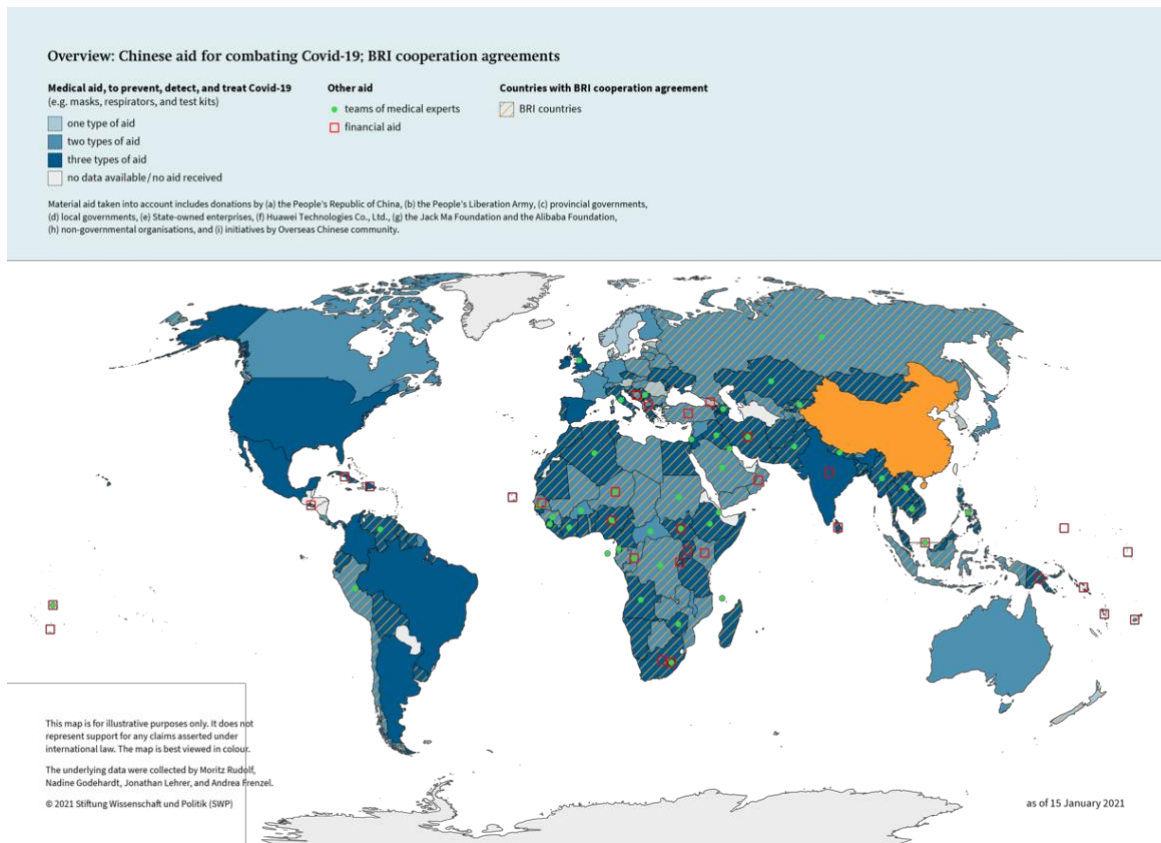 Overview: Chinese aid for combating Covid-19; BRI cooperation agreements
Medical aid, to prevent, detect, and treat Covid-19
(e.g. masks, respirators, and test kits)
one type of aid
two types of aid
three types of aid
no data available/no aid received
Other aid
teams of medical experts
financial aid
Countries with BRI cooperation agreement
BRI countries
Material aid taken into account includes donations by (a) the People's Republic of China, (b) the People's Liberation Army, (c) provincial governments,
(d) local governments, (e) State-owned enterprises, (f) Huawei Technologies Co., Ltd., (g) the Jack Ma Foundation and the Alibaba Foundation,
(h) non-governmental organisations, and (i) initiatives by Overseas Chinese community.
This map is for illustrative purposes only. It does not
represent support for any claims asserted under
international law. The map is best viewed in colour.
The underlying data were collected by Moritz Rudolf,
Nadine Godehardt, Jonathan Lehrer, and Andrea Frenzel.
© 2021 Stiftung Wissenschaft und Politik (SWP)
as of 15 January 2021